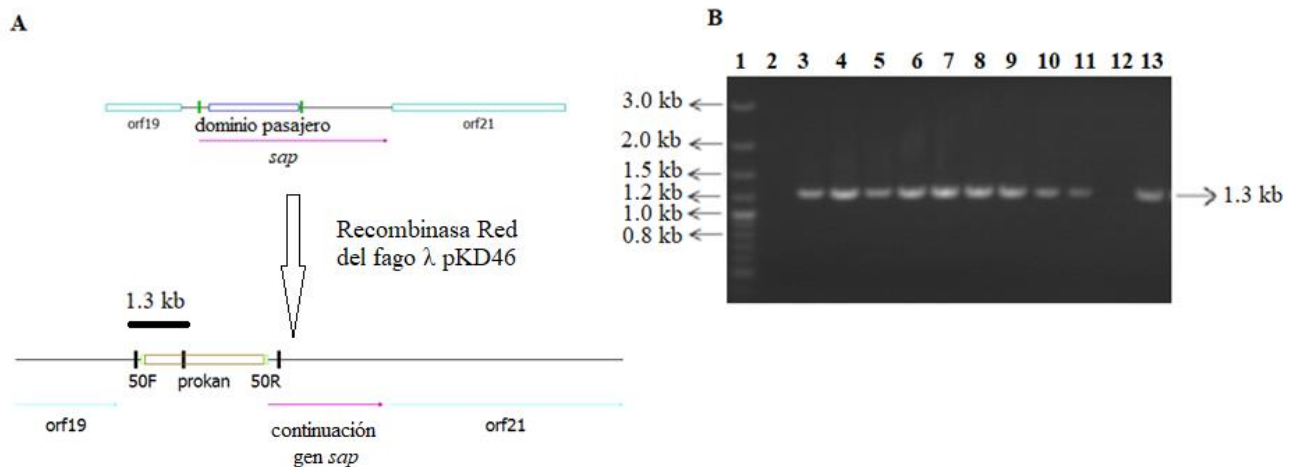 A
orf19
dominio pasajero
orf21
sap
Recombinasa Red
del fago λ pKD46
1.3 kb
50F prokan 50R
orf19
continuación
gen sap
orf21
B
1 2 3 4 5 6 7 8 9 10 11 12 13
3.0 kb
2.0 kb
1.5 kb
1.2 kb
1.0 kb
0.8 kb
1.3 kb